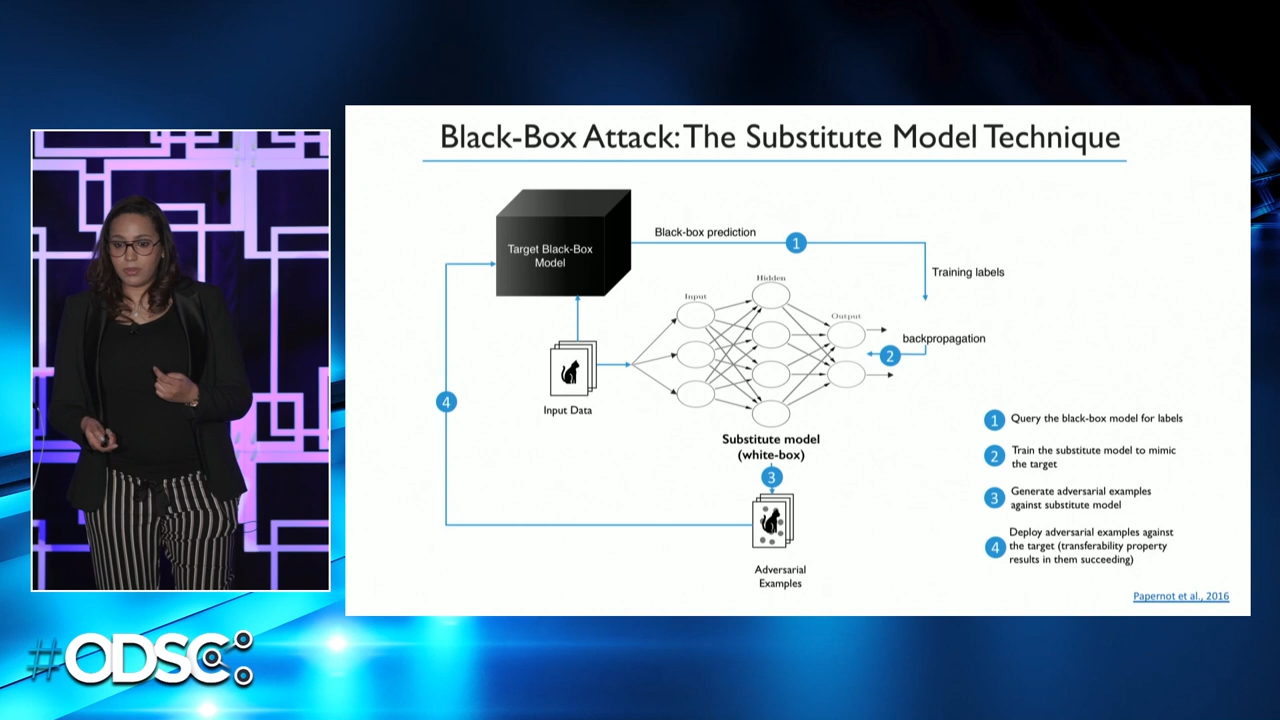 Black-Box Attack: The Substitute Model Technique
Target Black-Box
Model
Black-box prediction
1
Training labels
Hidden
Input
Output
backpropagation
2
Input Data
4
Substitute model
(white-box)
3
Adversarial
Examples
1 Query the black-box model for labels
2 Train the substitute model to mimic
the target
3 Generate adversarial examples
against substitute model
4 Deploy adversarial examples against
the target (transferability property
results in them succeeding)
Papernot et al., 2016
#ODSC